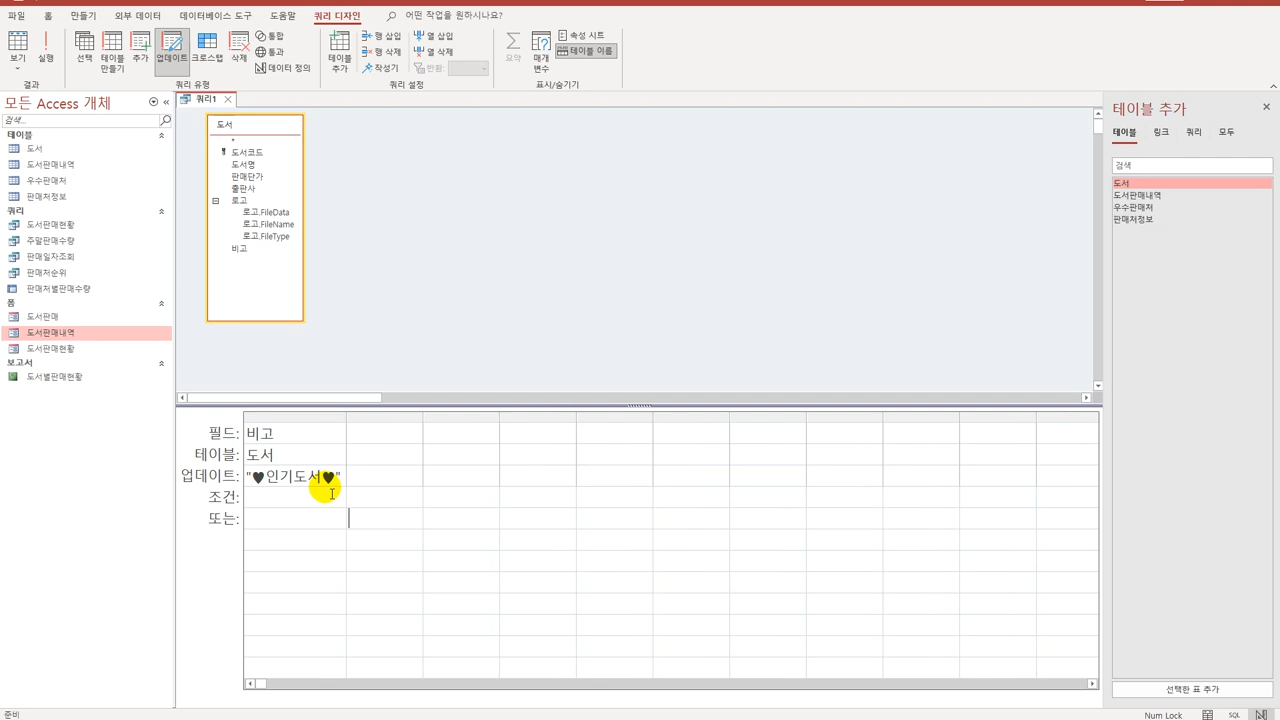 파일 홈 만들기 외부 데이터 데이터베이스 도구 도움말 쿼리 디자인 어떤 작업을 원하시나요?
보기 실행 선택 테이블 만들기 추가 업데이트 크로스탭 삭제 통합 통과 데이터 정의 테이블 추가 행 삽입 행 삭제 작성기 열 삽입 열 삭제 반환: 요약 매개 변수 속성 시트 테이블 이름
결과 쿼리 유형 쿼리 설정 표시/숨기기
모든 Access 개체
검색...
테이블
도서
도서판매내역
우수판매처
판매처정보
쿼리
도서판매현황
주말판매수량
판매일자조회
판매처순위
판매처별판매수량
폼
도서판매
도서판매내역
도서판매현황
보고서
도서별판매현황
쿼리1
도서
*
도서코드
도서명
판매단가
출판사
로고
로고.FileData
로고.FileName
로고.FileType
비고
필드: 비고
테이블: 도서
업데이트: "♥인기도서♥"
조건:
또는:
테이블 추가
테이블 링크 쿼리 모두
검색
도서
도서판매내역
우수판매처
판매처정보
선택한 표 추가
준비
Num Lock SQL